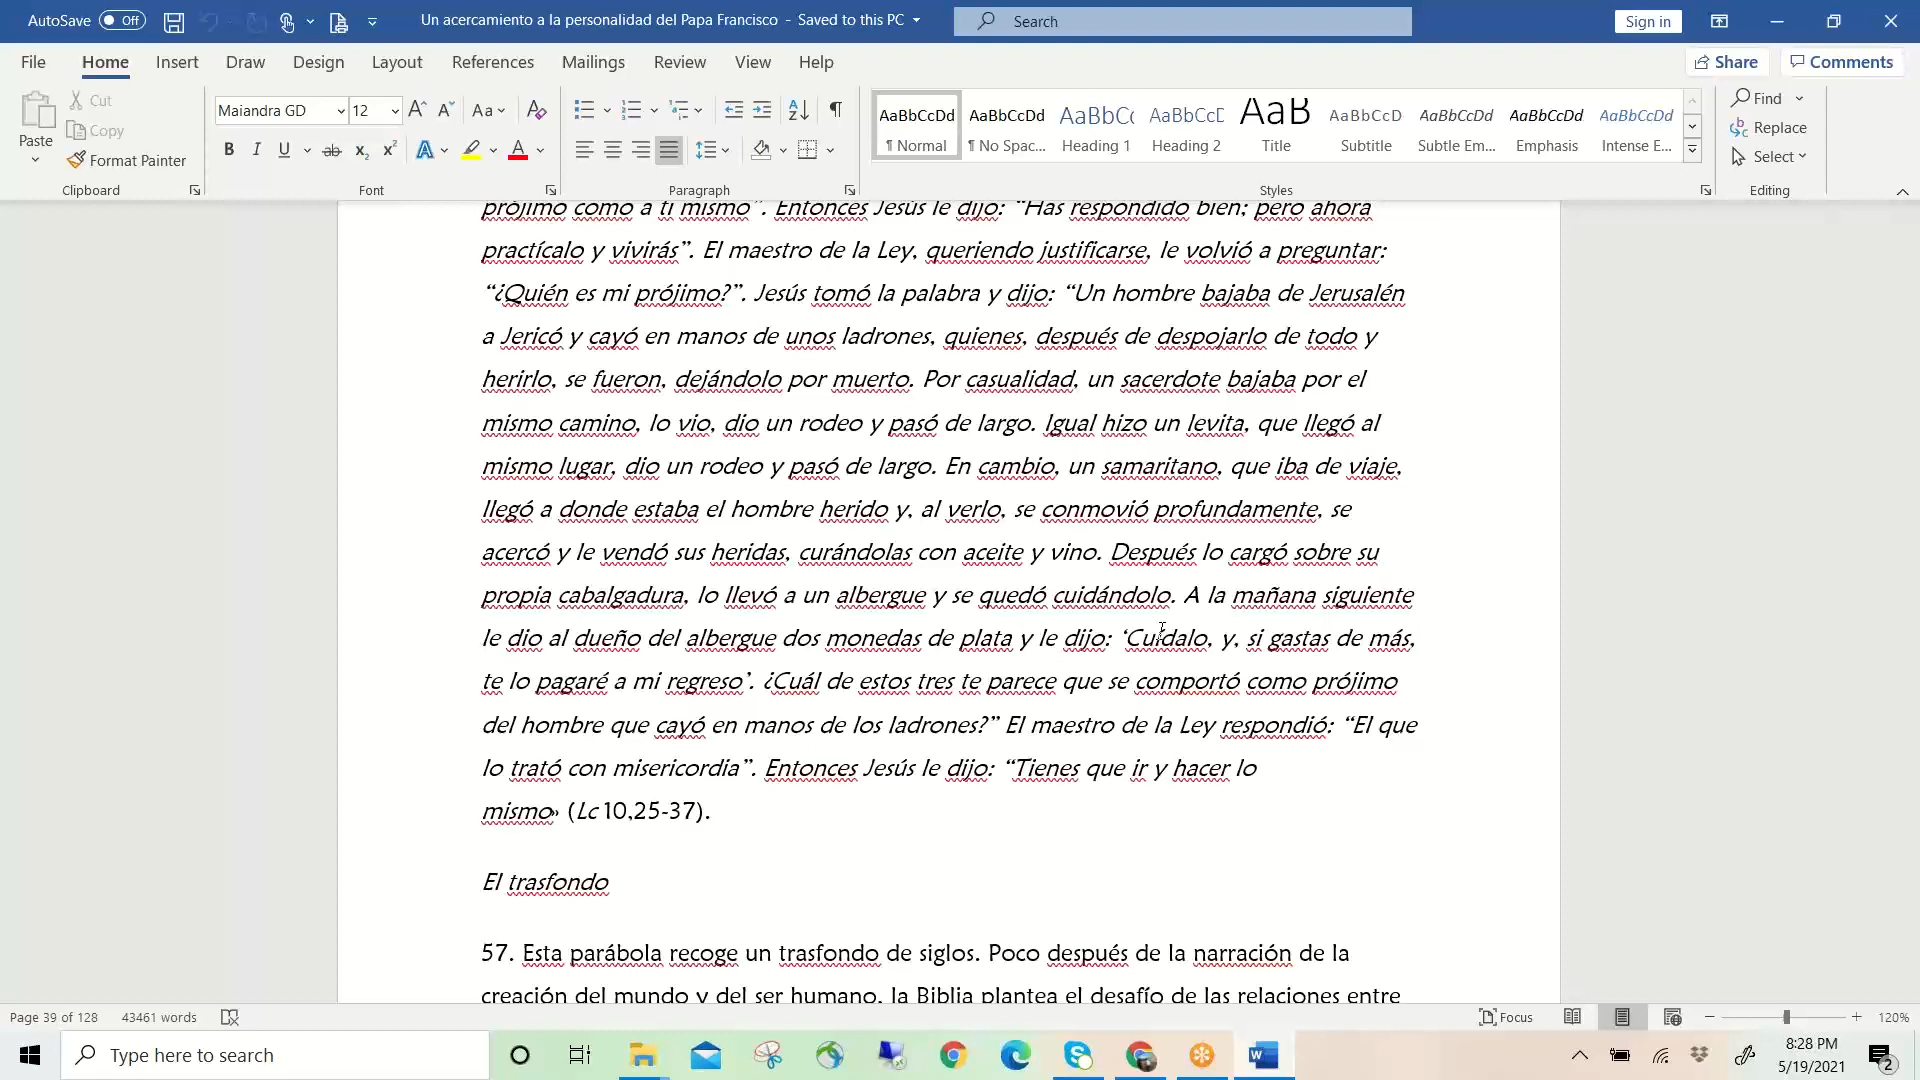 AutoSave Off Un acercamiento a la personalidad del Papa Francisco - Saved to this PC Search Sign in
File Home Insert Draw Design Layout References Mailings Review View Help Share Comments
Paste Cut Copy Format Painter
Maiandra GD 12 Aa
B I U ab x₂ x² A A
AaBbCcDd AaBbCcDd AaBbC AaBbCcD AaB AaBbCcD AaBbCcDd AaBbCcDd AaBbCcDd
¶ Normal ¶ No Spac... Heading 1 Heading 2 Title Subtitle Subtle Em... Emphasis Intense E...
Find
Replace
Select
Clipboard Font Paragraph Styles Editing
prójimo como a ti mismo”. Entonces Jesús le dijo: “Has respondido bien; pero ahora
practícalo y vivirás”. El maestro de la Ley, queriendo justificarse, le volvió a preguntar:
“¿Quién es mi prójimo?”. Jesús tomó la palabra y dijo: “Un hombre bajaba de Jerusalén
a Jericó y cayó en manos de unos ladrones, quienes, después de despojarlo de todo y
herirlo, se fueron, dejándolo por muerto. Por casualidad, un sacerdote bajaba por el
mismo camino, lo vio, dio un rodeo y pasó de largo. Igual hizo un levita, que llegó al
mismo lugar, dio un rodeo y pasó de largo. En cambio, un samaritano, que iba de viaje,
llegó a donde estaba el hombre herido y, al verlo, se conmovió profundamente, se
acercó y le vendó sus heridas, curándolas con aceite y vino. Después lo cargó sobre su
propia cabalgadura, lo llevó a un albergue y se quedó cuidándolo. A la mañana siguiente
le dio al dueño del albergue dos monedas de plata y le dijo: ‘Cuídalo, y, si gastas de más,
te lo pagaré a mi regreso’. ¿Cuál de estos tres te parece que se comportó como prójimo
del hombre que cayó en manos de los ladrones?” El maestro de la Ley respondió: “El que
lo trató con misericordia”. Entonces Jesús le dijo: “Tienes que ir y hacer lo
mismo» (Lc 10,25-37).
El trasfondo
57. Esta parábola recoge un trasfondo de siglos. Poco después de la narración de la
creación del mundo y del ser humano, la Biblia plantea el desafío de las relaciones entre
Page 39 of 128 43461 words Focus 120%
Type here to search
8:28 PM
5/19/2021
2